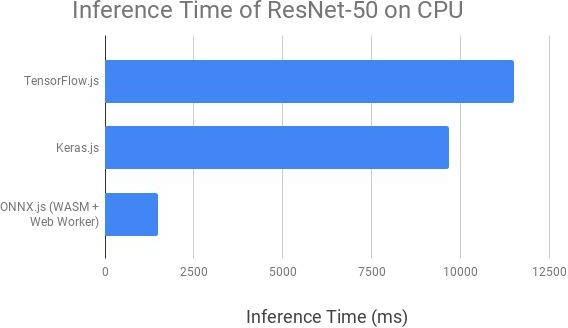 Inference Time of ResNet-50 on CPU
TensorFlow.js
Keras.js
ONNX.js (WASM +
Web Worker)
0 2500 5000 7500 10000 12500
Inference Time (ms)